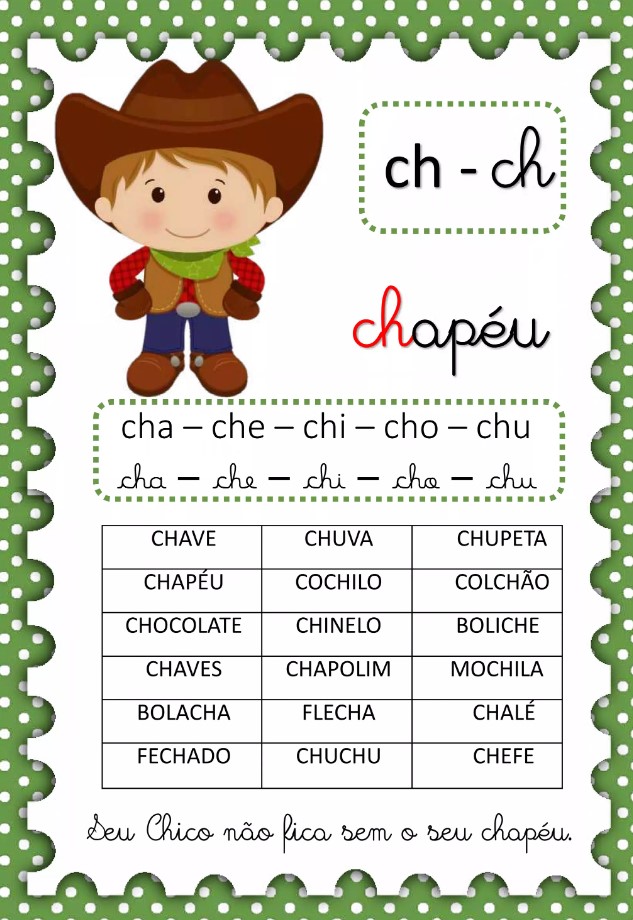 ch - ch
chapéu
cha – che – chi – cho – chu
cha – che – chi – cho – chu
CHAVE CHUVA CHUPETA
CHAPÉU COCHILO COLCHÃO
CHOCOLATE CHINELO BOLICHE
CHAVES CHAPOLIM MOCHILA
BOLACHA FLECHA CHALÉ
FECHADO CHUCHU CHEFE
Seu Chico não fica sem o seu chapéu.